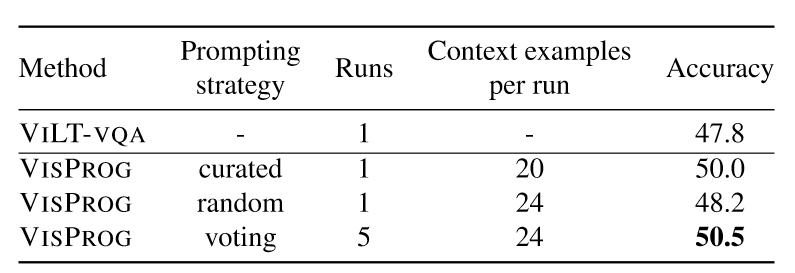 Method Prompting strategy Runs Context examples per run Accuracy
VILT-VQA - 1 - 47.8
VISPROG curated 1 20 50.0
VISPROG random 1 24 48.2
VISPROG voting 5 24 50.5